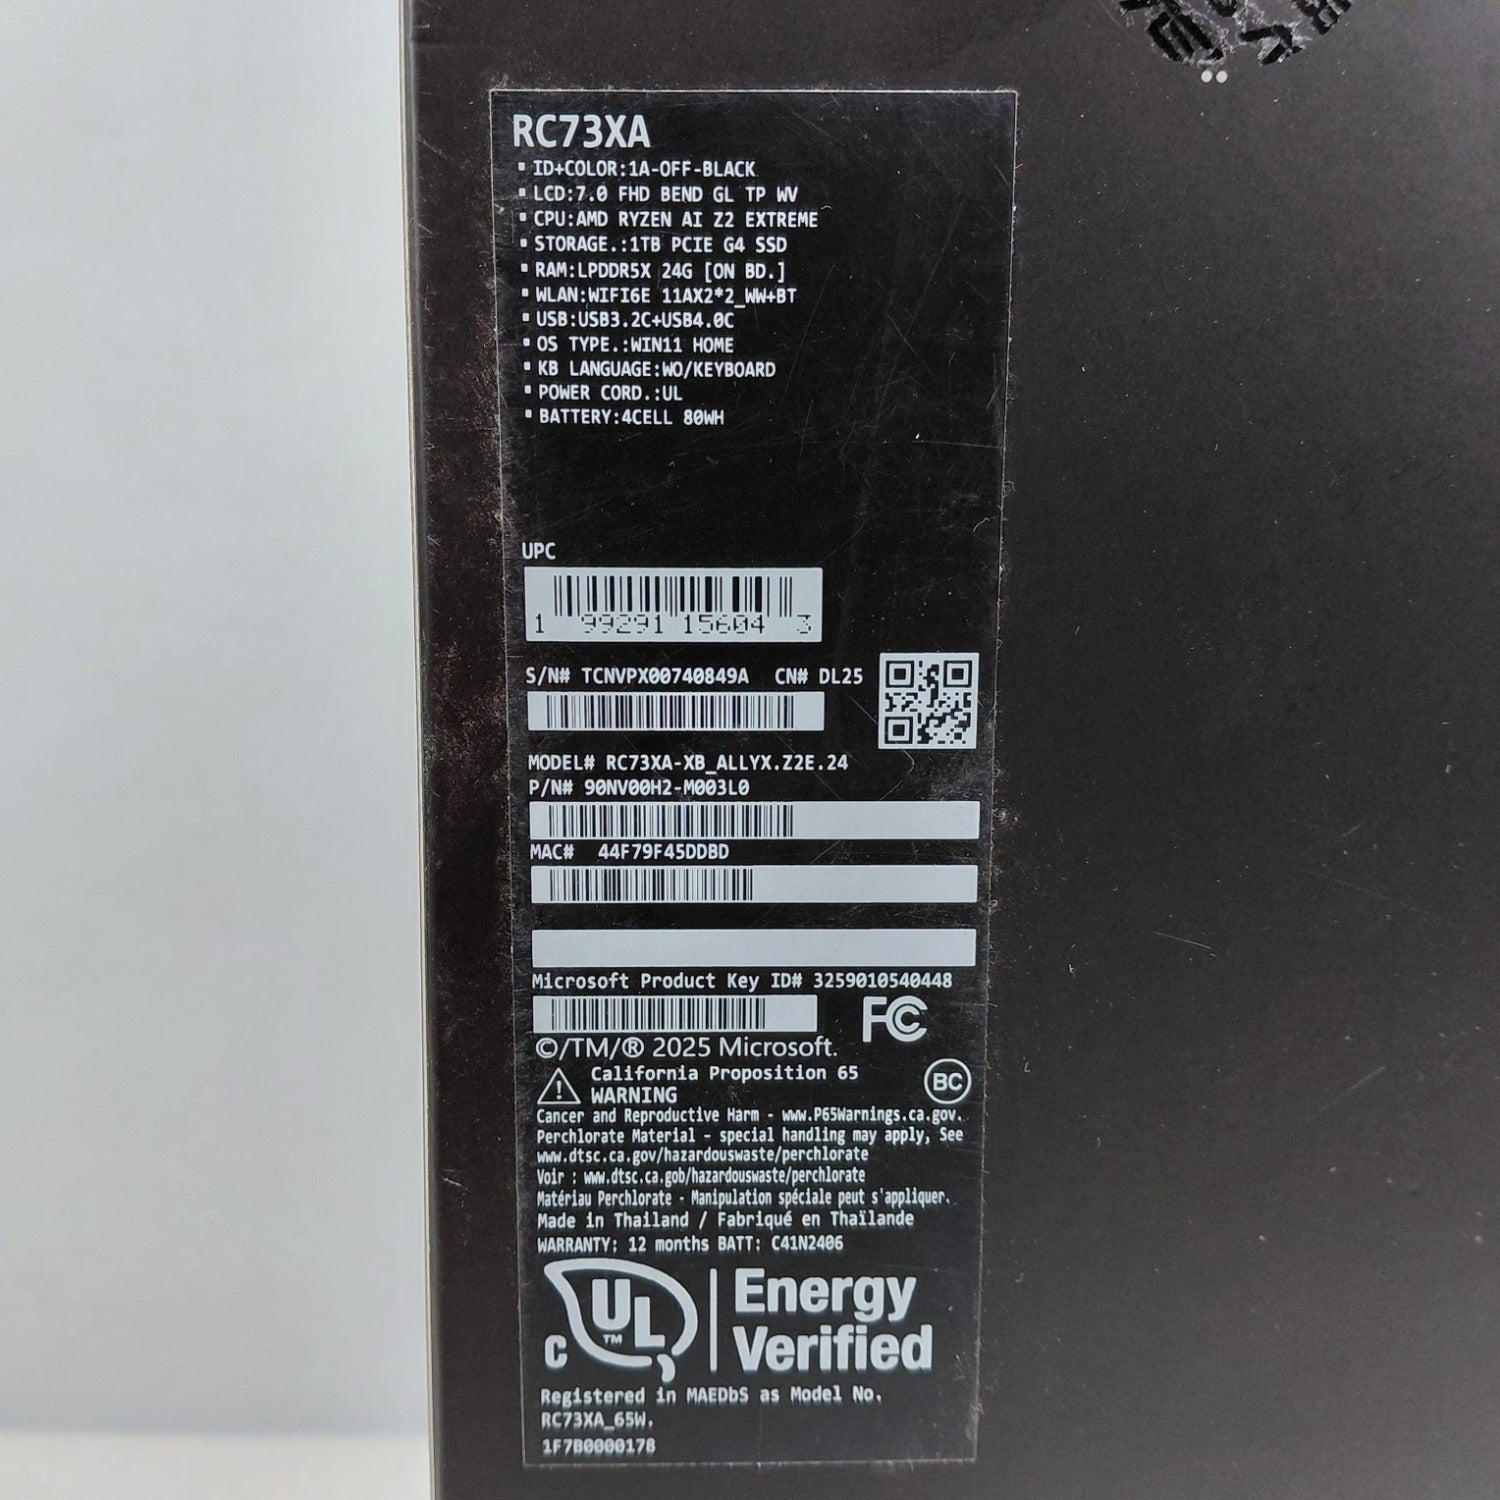 RC73XA
▪ ID+COLOR:1A-OFF-BLACK
▪ LCD:7.0 FHD BEND GL TP WV
▪ CPU:AMD RYZEN AI Z2 EXTREME
▪ STORAGE.:1TB PCIE G4 SSD
▪ RAM:LPDDR5X 24G [ON BD.]
▪ WLAN:WIFI6E 11AX2*2_WW+BT
▪ USB:USB3.2C+USB4.0C
▪ OS TYPE.:WIN11 HOME
▪ KB LANGUAGE:WO/KEYBOARD
▪ POWER CORD.:UL
▪ BATTERY:4CELL 80WH
UPC
1 99291 15604 3
S/N# TCNVPX00740849A CN# DL25
MODEL# RC73XA-XB_ALLYX.Z2E.24
P/N# 90NV00H2-M003L0
MAC# 44F79F45DDBD
Microsoft Product Key ID# 3259010540448
FC
©/TM/® 2025 Microsoft.
California Proposition 65
WARNING
BC
Cancer and Reproductive Harm - www.P65Warnings.ca.gov.
Perchlorate Material - special handling may apply, See
www.dtsc.ca.gov/hazardouswaste/perchlorate
Voir : www.dtsc.ca.gob/hazardouswaste/perchlorate
Matériau Perchlorate - Manipulation spéciale peut s'appliquer.
Made in Thailand / Fabriqué en Thaïlande
WARRANTY: 12 months BATT: C41N2406
C UL ™ Energy
Verified
Registered in MAEDbS as Model No.
RC73XA_65W.
1F7B0000178